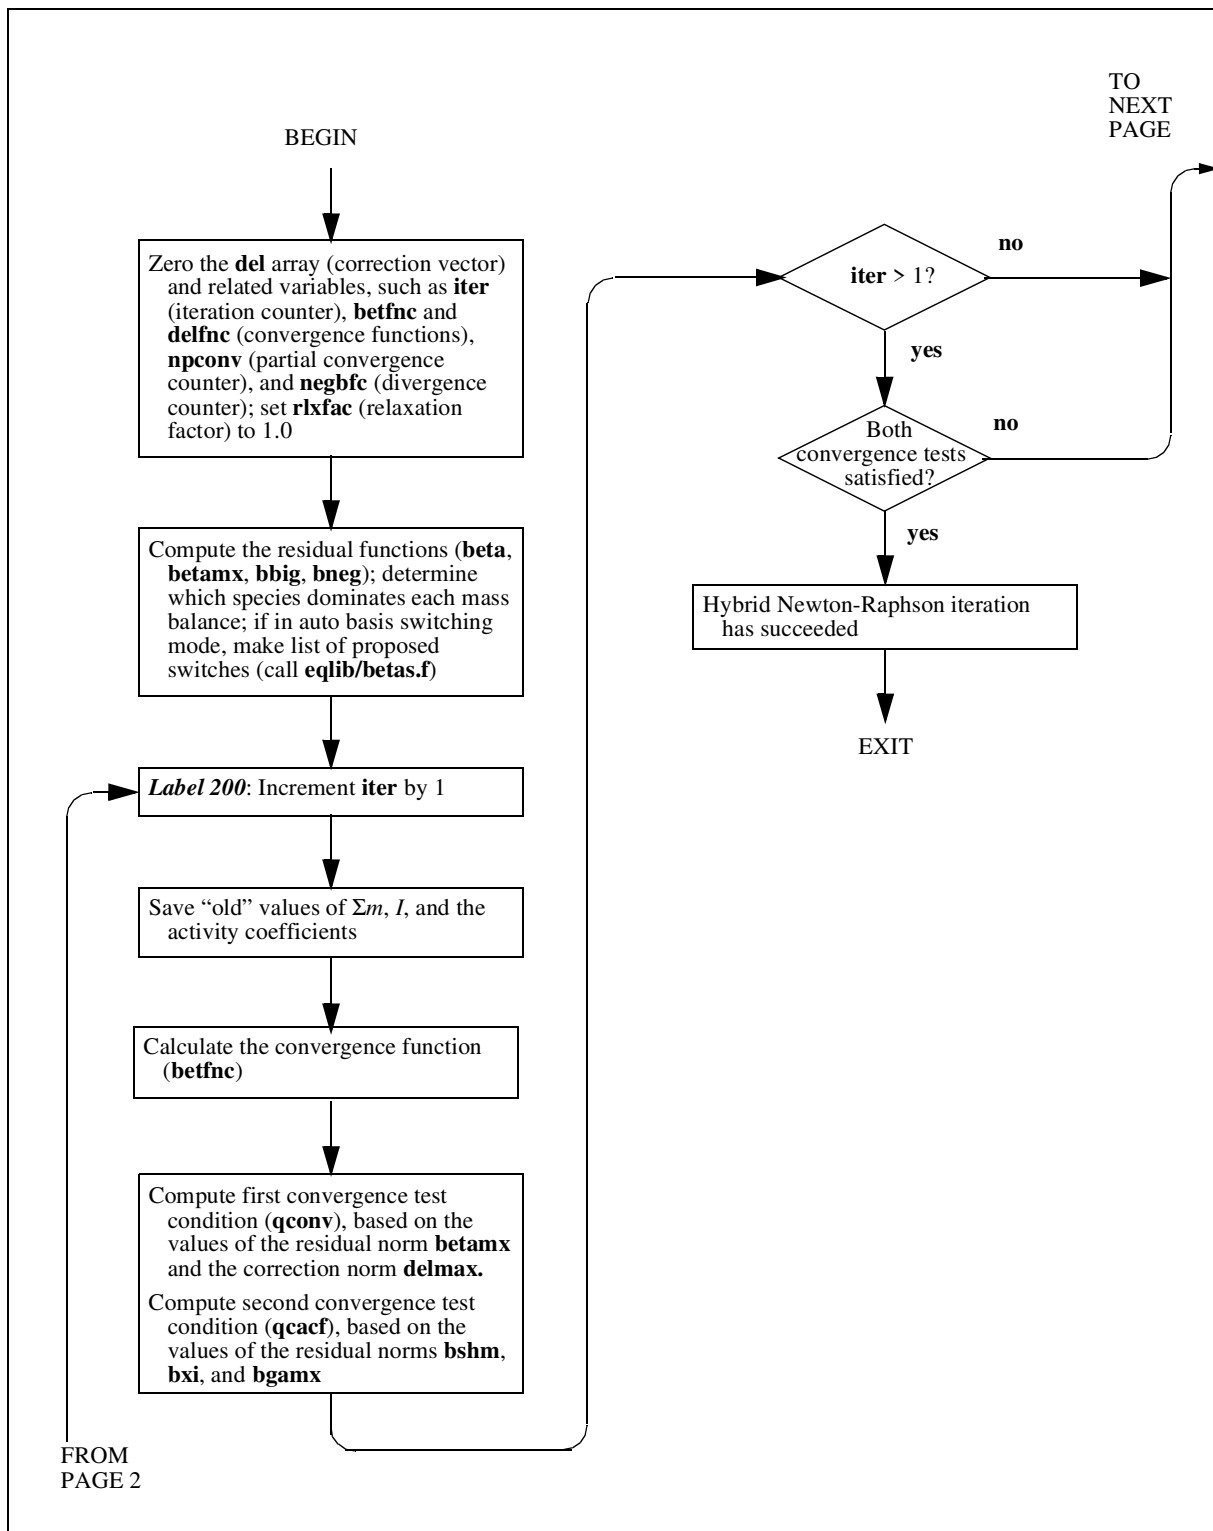 BEGIN
Zero the del array (correction vector)
and related variables, such as iter
(iteration counter), betfnc and
delfnc (convergence functions),
npconv (partial convergence
counter), and negbfc (divergence
counter); set rlxfac (relaxation
factor) to 1.0
Compute the residual functions (beta,
betamx, bbig, bneg); determine
which species dominates each mass
balance; if in auto basis switching
mode, make list of proposed
switches (call eqlib/betas.f)
Label 200: Increment iter by 1
Save “old” values of Σm, I, and the
activity coefficients
Calculate the convergence function
(betfnc)
Compute first convergence test
condition (qconv), based on the
values of the residual norm betamx
and the correction norm delmax.
Compute second convergence test
condition (qcacf), based on the
values of the residual norms bshm,
bxi, and bgamx
FROM
PAGE 2
TO
NEXT
PAGE
iter > 1?
no
yes
Both
convergence tests
satisfied?
no
yes
Hybrid Newton-Raphson iteration
has succeeded
EXIT